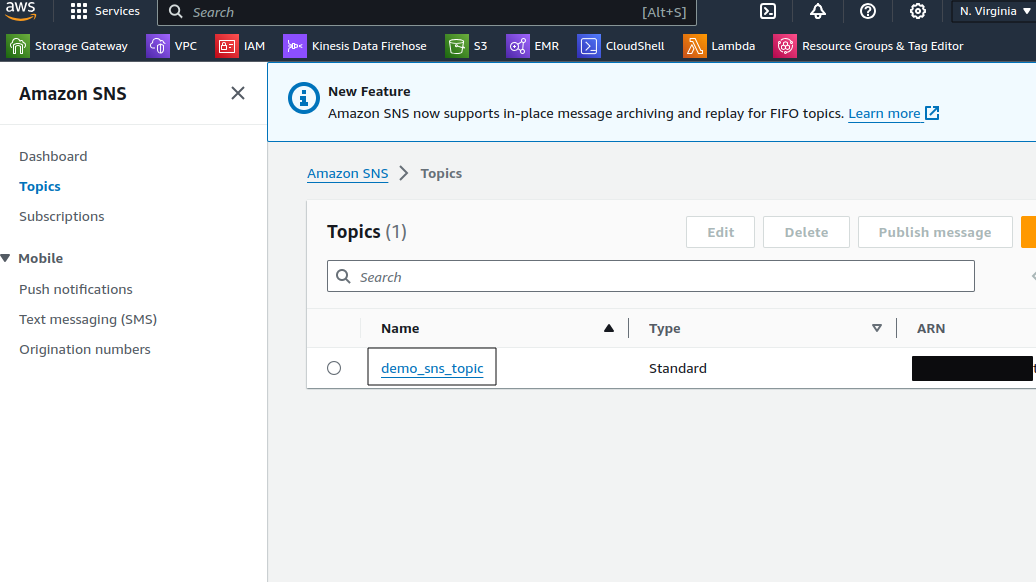 aws
Services
Search
[Alt+S]
N. Virginia
Storage Gateway
VPC
IAM
Kinesis Data Firehose
S3
EMR
CloudShell
Lambda
Resource Groups & Tag Editor
Amazon SNS
New Feature
Amazon SNS now supports in-place message archiving and replay for FIFO topics. Learn more
Dashboard
Topics
Subscriptions
Mobile
Push notifications
Text messaging (SMS)
Origination numbers
Amazon SNS > Topics
Topics (1)
Edit
Delete
Publish message
Search
Name
Type
ARN
demo_sns_topic
Standard